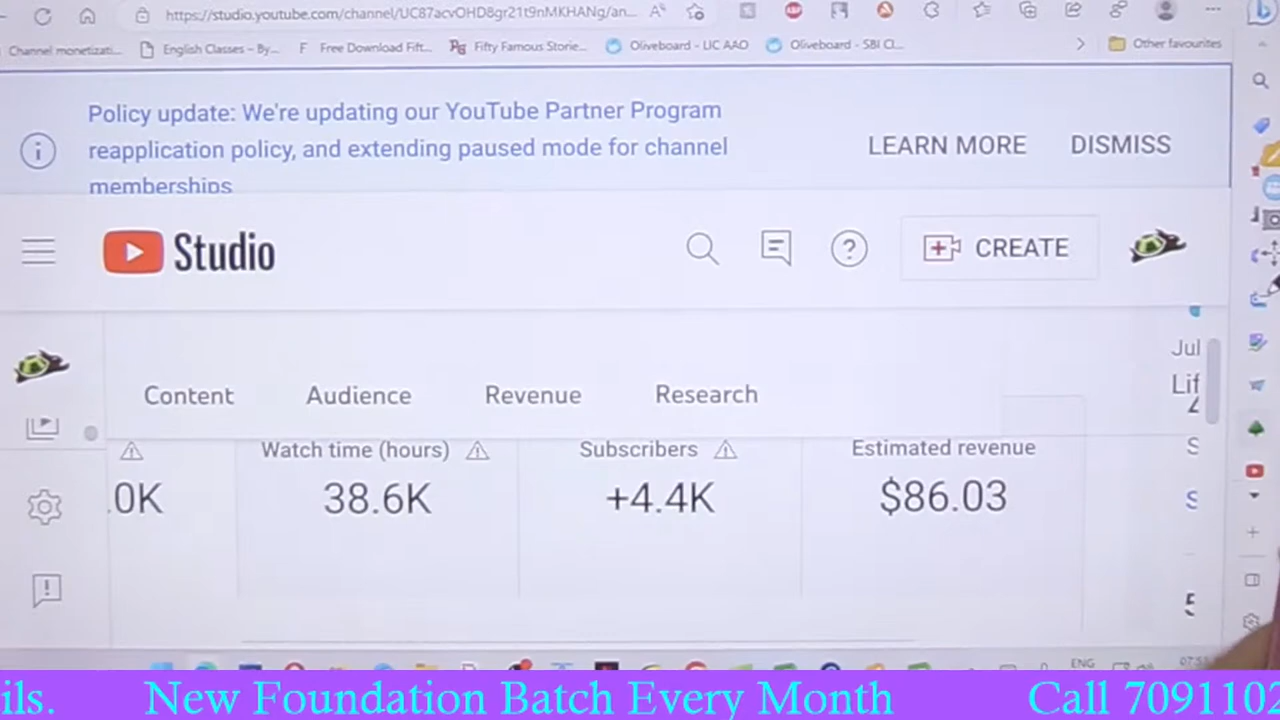 https://studio.youtube.com/channel/UC87acvOHD8gr21t9nMKHANg/an...
Channel monetizati... English Classes – By... Free Download Fift... Fifty Famous Storie... Oliveboard - LIC AAO Oliveboard - SBI Cl... Other favourites
Policy update: We're updating our YouTube Partner Program
reapplication policy, and extending paused mode for channel
memberships
LEARN MORE DISMISS
Studio
CREATE
Jul
Lif
Content Audience Revenue Research
Watch time (hours) Subscribers Estimated revenue
.0K 38.6K +4.4K $86.03
ENG
ils. New Foundation Batch Every Month Call 7091102